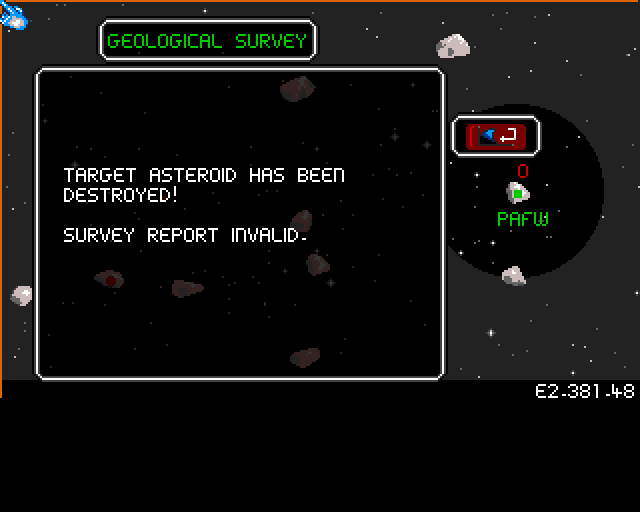 GEOLOGICAL SURVEY
TARGET ASTEROID HAS BEEN
DESTROYED!
SURVEY REPORT INVALID.
0
PAFW
E2.381.48